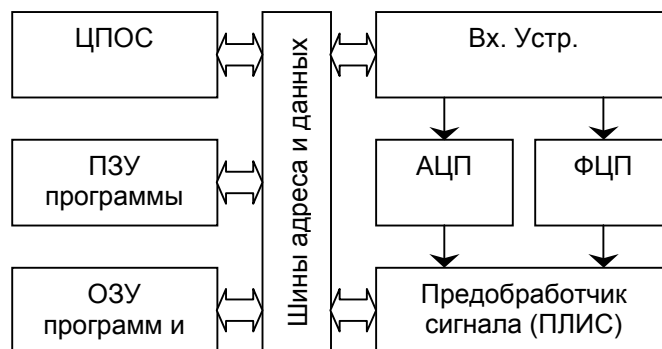 ЦПОС
Вх. Устр.
Шины адреса и данных
ПЗУ
программы
АЦП
ФЦП
ОЗУ
программ и
Предобработчик
сигнала (ПЛИС)